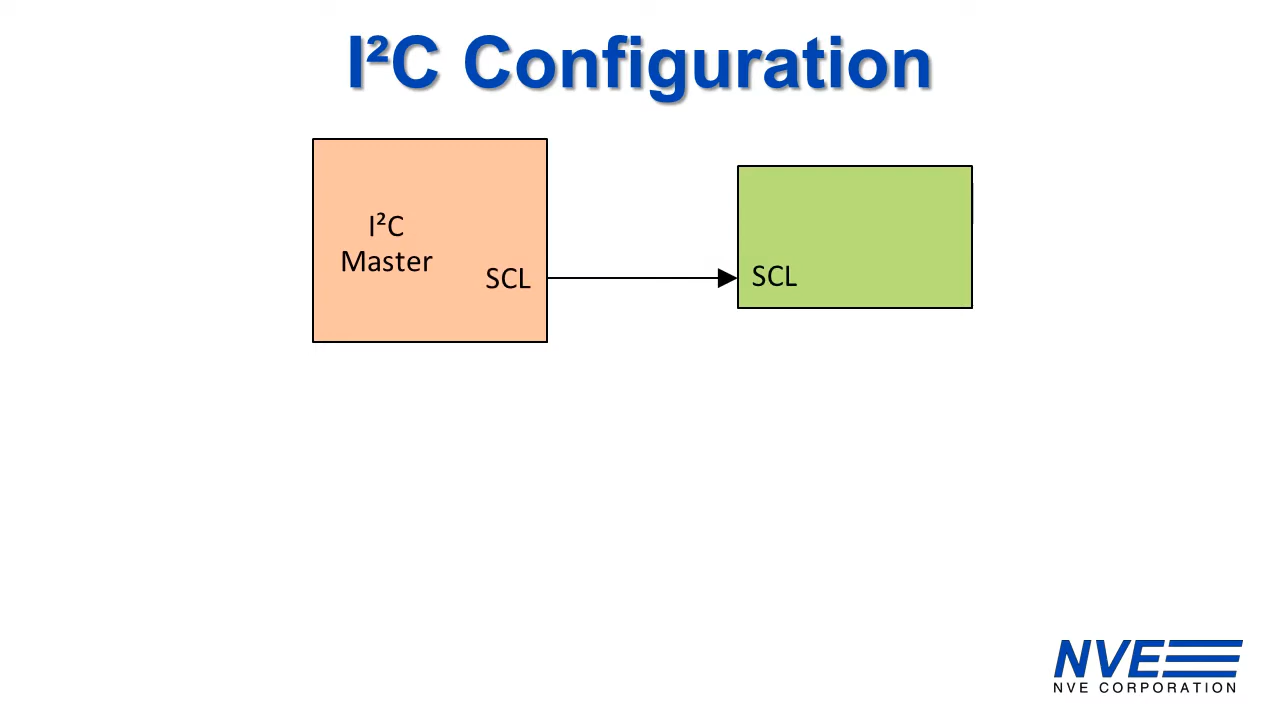 I²C Configuration
I²C
Master
SCL
SCL
NVE
NVE CORPORATION